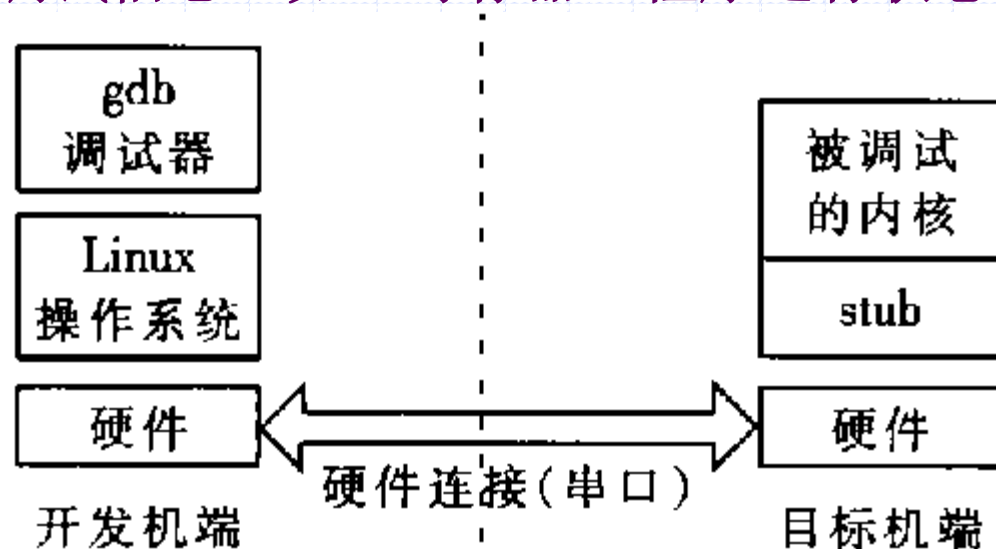 gdb
调试器
Linux
操作系统
硬件
开发机端
硬件连接(串口)
被调试
的内核
stub
硬件
目标机端